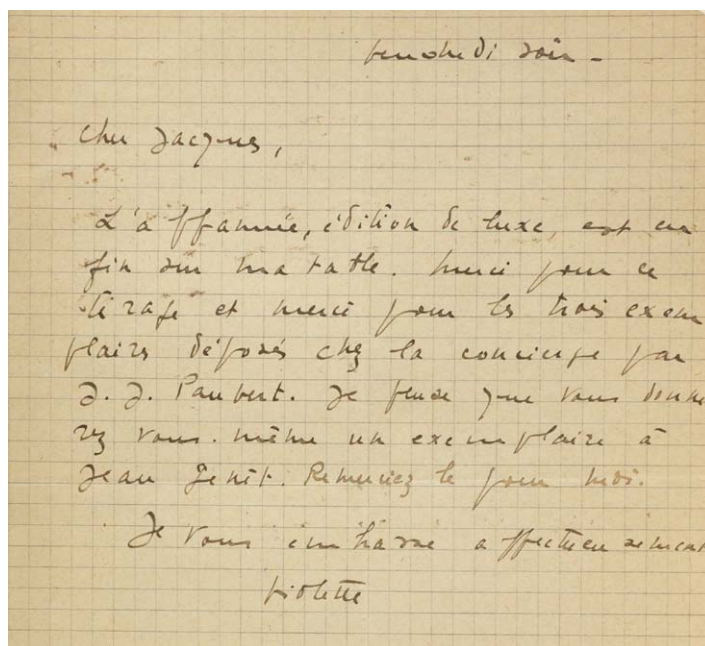 vendredi soir -
Cher Jacques,
L'affamée, édition de luxe, est en
fin sur ma table. Merci pour ce
tirage et merci pour les trois exem
plaires déposés chez la concierge par
J. J. Pauvert. Je pense que vous donne
rez vous-même un exemplaire à
Jean Genêt. Remerciez le pour moi.
Je vous embrasse affectueusement
Violette